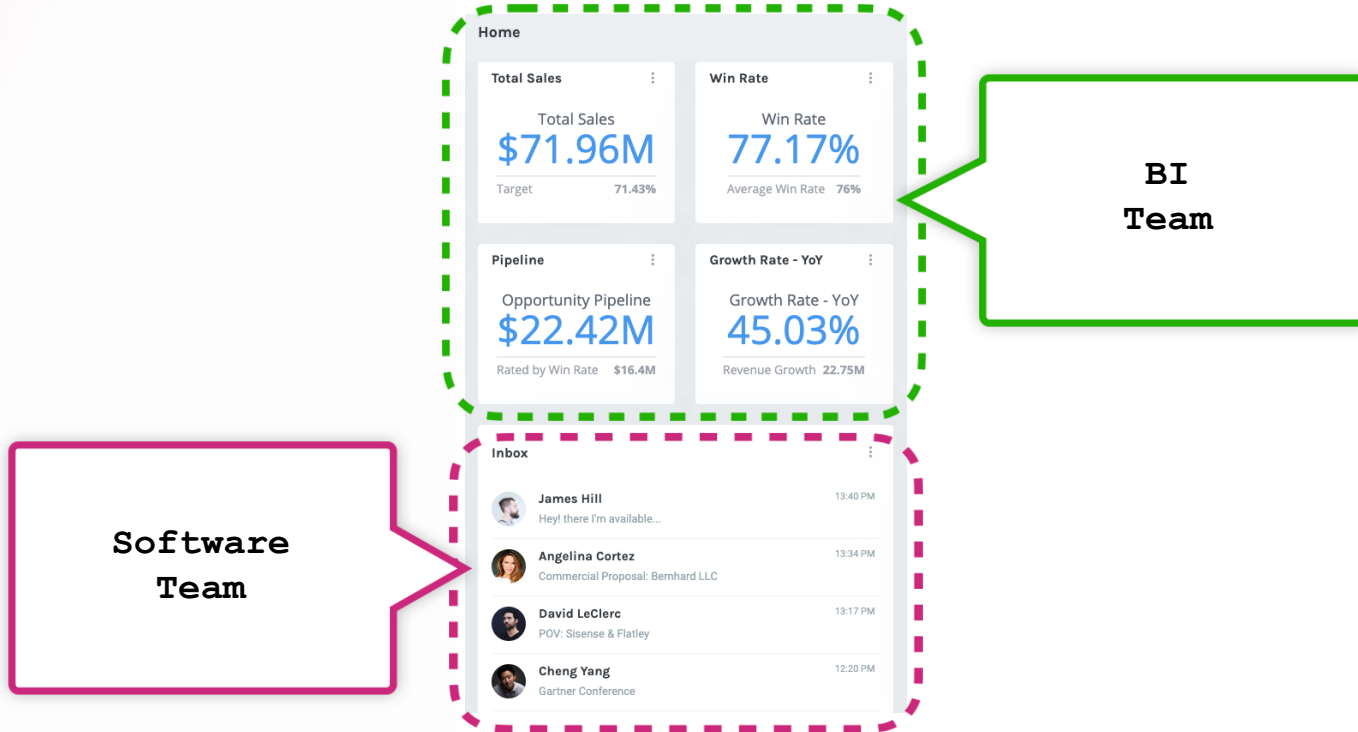 Home
Total Sales
Win Rate
Total Sales
$71.96M
Target 71.43%
Win Rate
77.17%
Average Win Rate 76%
BI
Team
Pipeline
Growth Rate - YoY
Opportunity Pipeline
$22.42M
Rated by Win Rate $16.4M
Growth Rate - YoY
45.03%
Revenue Growth 22.75M
Inbox
James Hill 13:40 PM
Hey! there I'm available...
Angelina Cortez 13:34 PM
Commercial Proposal: Bernhard LLC
David LeClerc 13:17 PM
POV: Sisense & Flatley
Cheng Yang 12:20 PM
Gartner Conference
Software
Team